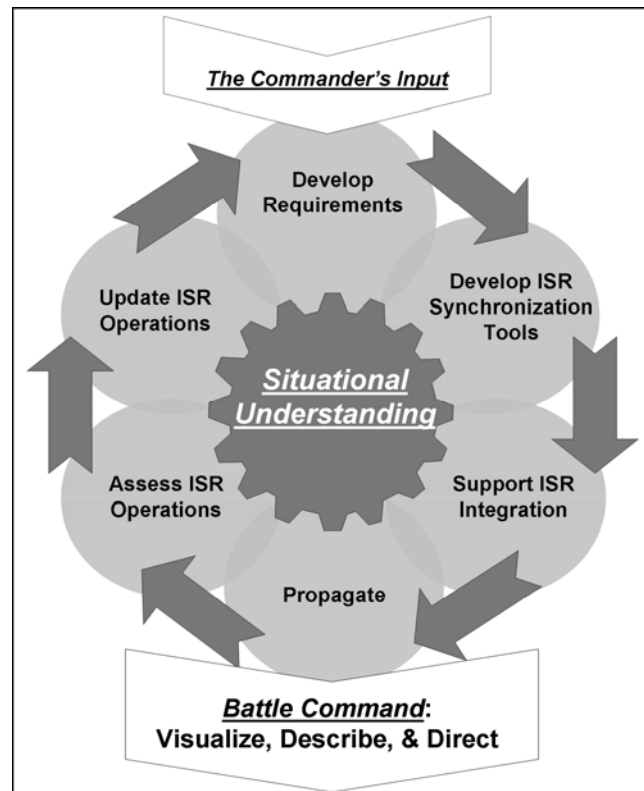 The Commander's Input
Develop
Requirements
Develop ISR
Synchronization
Tools
Support ISR
Integration
Propagate
Assess ISR
Operations
Update ISR
Operations
Situational
Understanding
Battle Command:
Visualize, Describe, & Direct